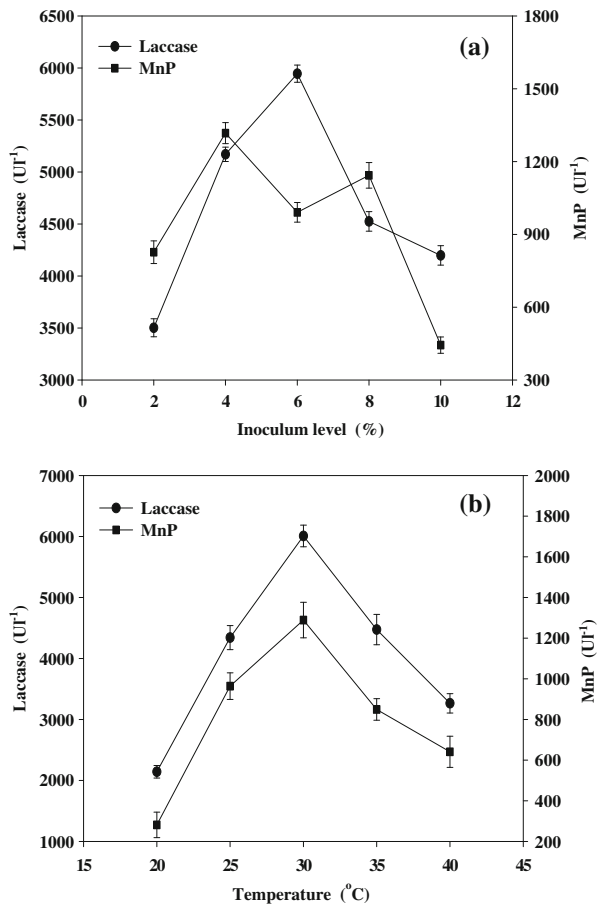 (a)
Laccase
MnP
6500
6000
5500
5000
4500
4000
3500
3000
1800
1500
1200
900
600
300
Laccase (Ul⁻¹)
MnP (Ul⁻¹)
0 2 4 6 8 10 12
Inoculum level (%)
(b)
Laccase
MnP
7000
6000
5000
4000
3000
2000
1000
2000
1800
1600
1400
1200
1000
800
600
400
200
Laccase (Ul⁻¹)
MnP (Ul⁻¹)
15 20 25 30 35 40 45
Temperature (°C)